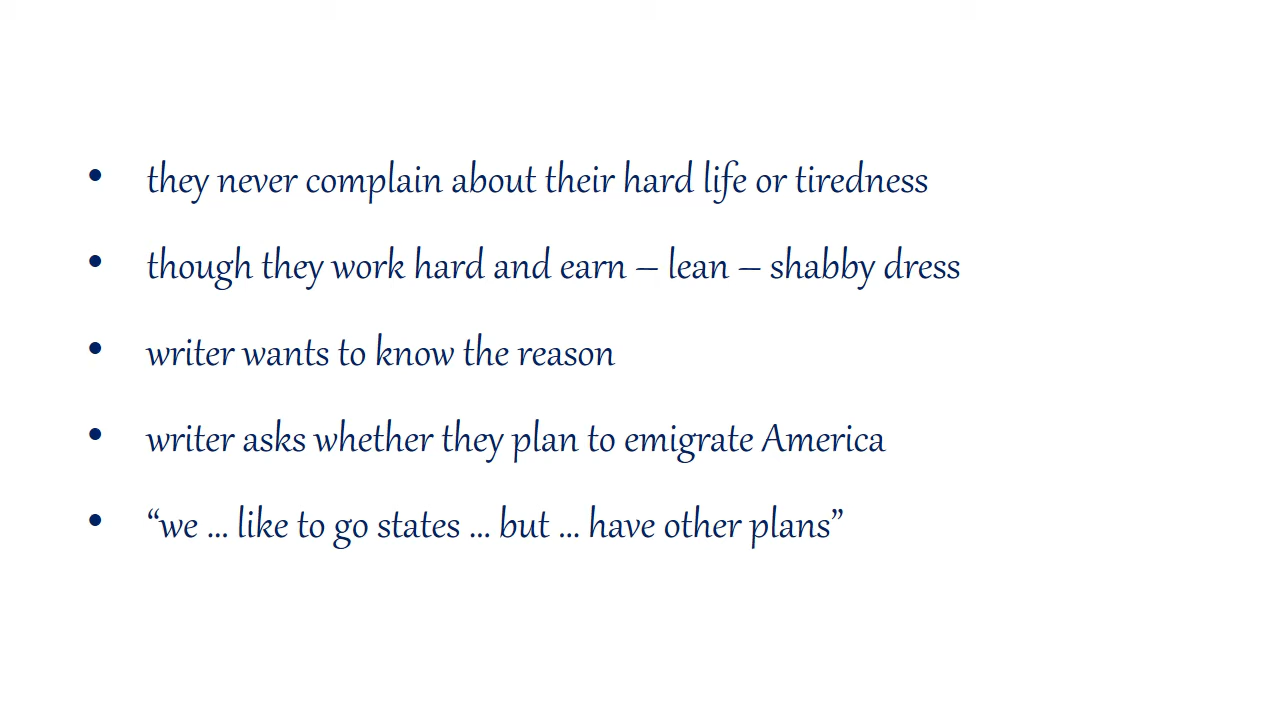 • they never complain about their hard life or tiredness
• though they work hard and earn – lean – shabby dress
• writer wants to know the reason
• writer asks whether they plan to emigrate America
• “we ... like to go states ... but ... have other plans”